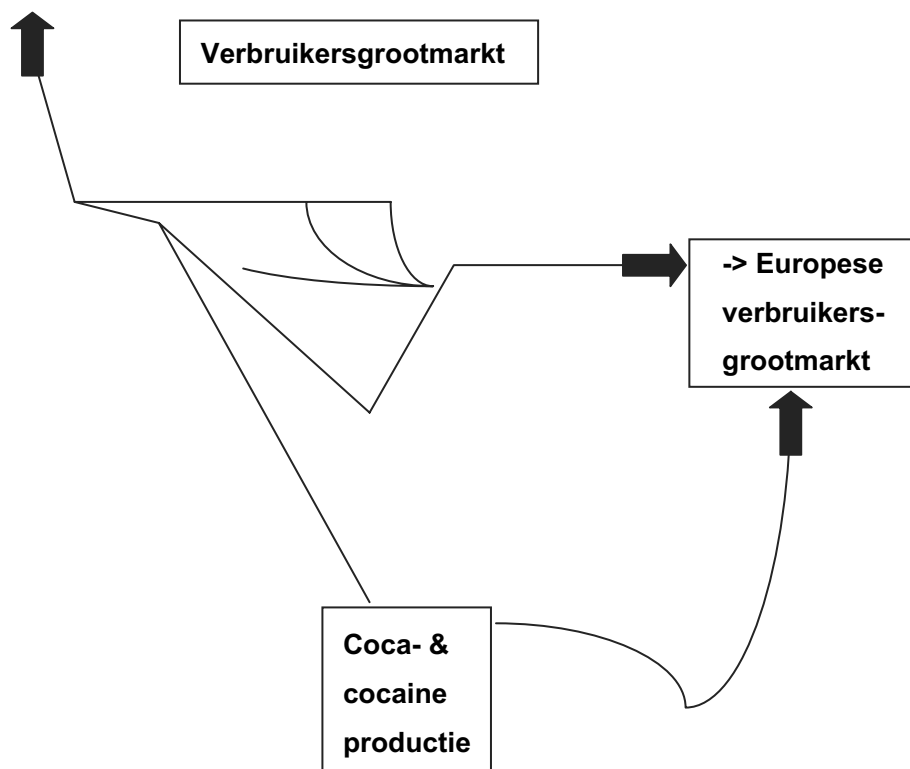 Verbruikersgrootmarkt
-> Europese
verbruikers-
grootmarkt
Coca- &
cocaine
productie